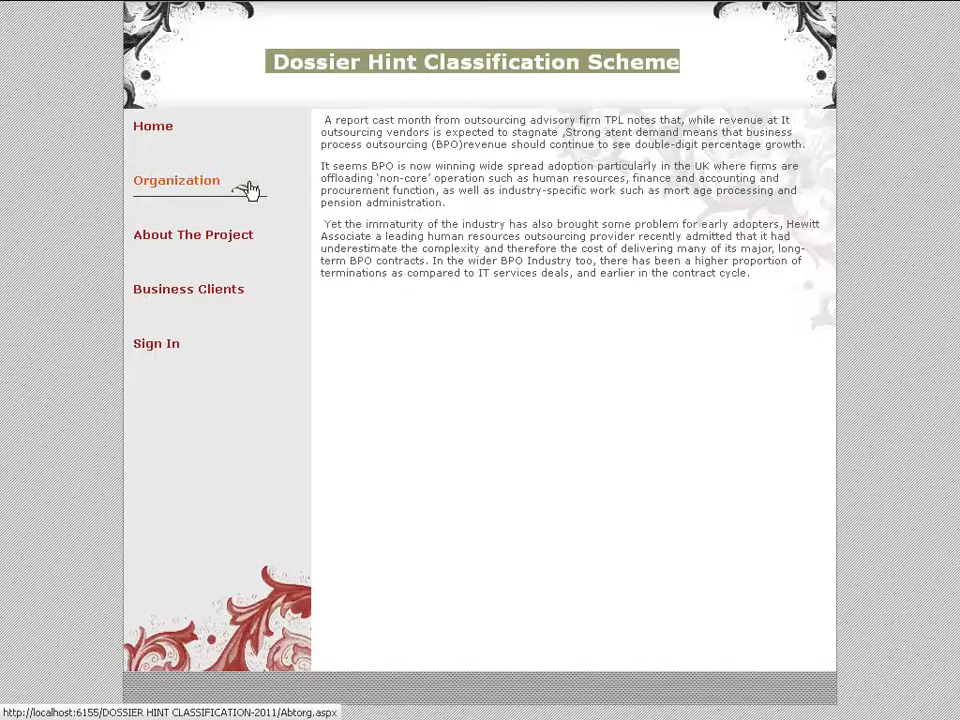 Dossier Hint Classification Scheme
Home
Organization
About The Project
Business Clients
Sign In
A report cast month from outsourcing advisory firm TPL notes that, while revenue at It
outsourcing vendors is expected to stagnate ,Strong atent demand means that business
process outsourcing (BPO)revenue should continue to see double-digit percentage growth.
It seems BPO is now winning wide spread adoption particularly in the UK where firms are
offloading ‘non-core’ operation such as human resources, finance and accounting and
procurement function, as well as industry-specific work such as mort age processing and
pension administration.
Yet the immaturity of the industry has also brought some problem for early adopters, Hewitt
Associate a leading human resources outsourcing provider recently admitted that it had
underestimate the complexity and therefore the cost of delivering many of its major, long-
term BPO contracts. In the wider BPO Industry too, there has been a higher proportion of
terminations as compared to IT services deals, and earlier in the contract cycle.
http://localhost:6155/DOSSIER HINT CLASSIFICATION-2011/Abtorg.aspx